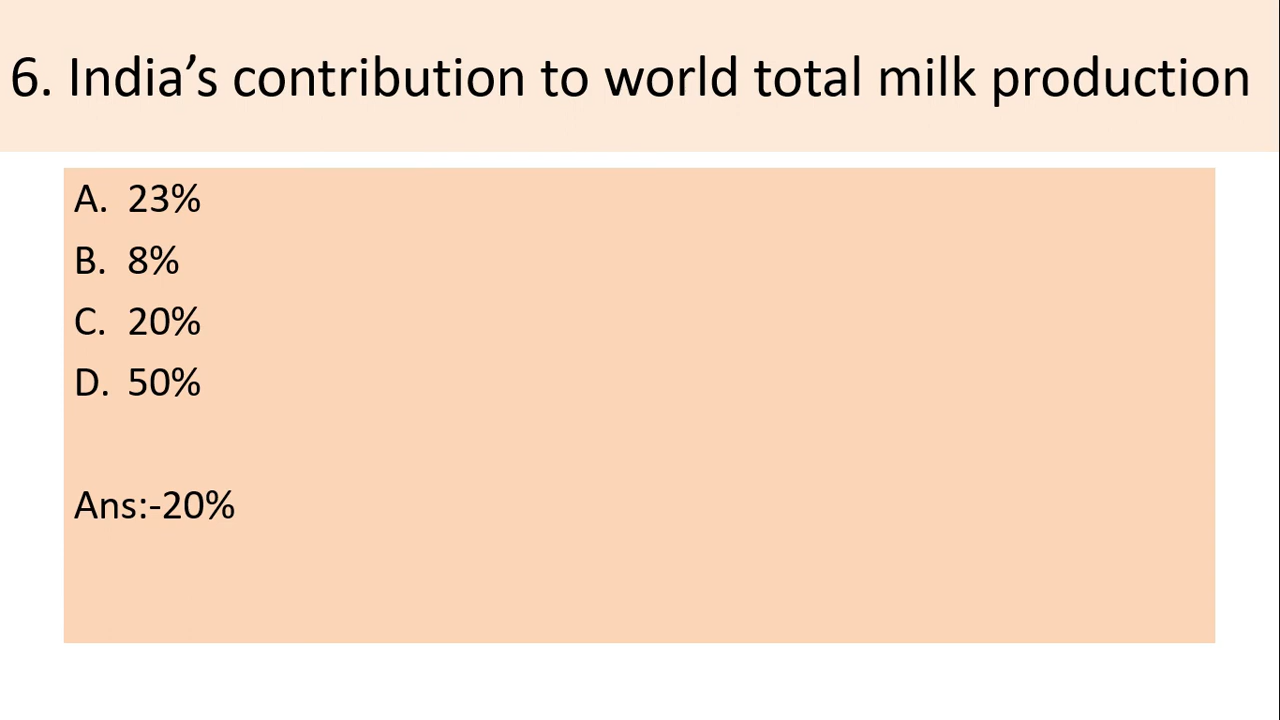 6. India’s contribution to world total milk production
A. 23%
B. 8%
C. 20%
D. 50%
Ans:-20%